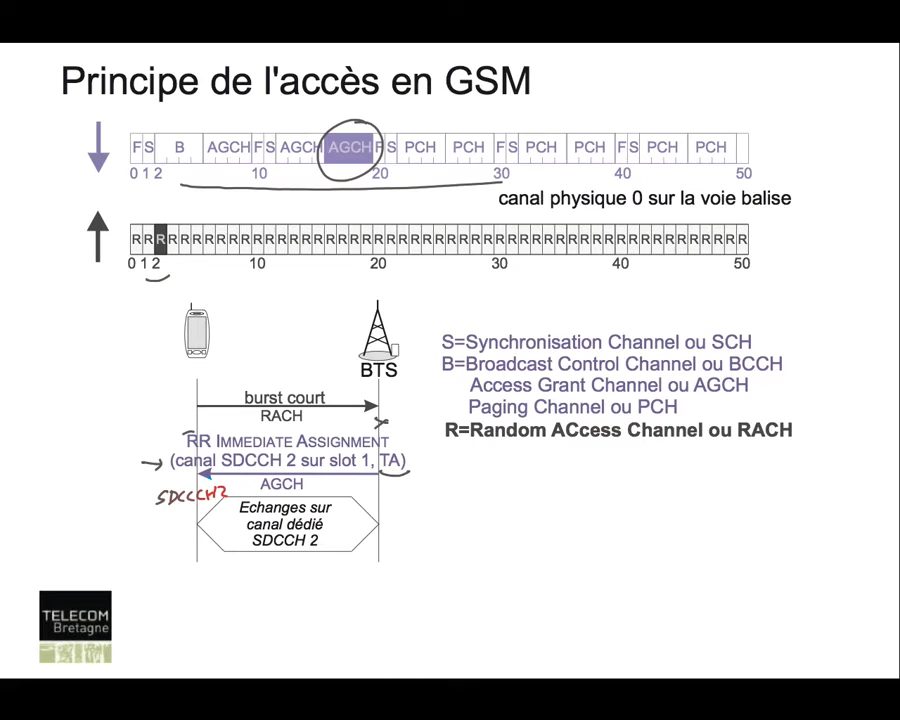 Principe de l'accès en GSM
F S B AGCH F S AGCH AGCH F S PCH PCH F S PCH PCH F S PCH PCH
0 1 2 10 20 30 40 50
canal physique 0 sur la voie balise
R R R R R R R R R R R R R R R R R R R R R R R R R R R R R R R R R R R R R R R R R R R R R R R R R R R
0 1 2 10 20 30 40 50
BTS
S=Synchronisation Channel ou SCH
B=Broadcast Control Channel ou BCCH
Access Grant Channel ou AGCH
Paging Channel ou PCH
R=Random ACcess Channel ou RACH
burst court
RACH
RR IMMEDIATE ASSIGNMENT
(canal SDCCH 2 sur slot 1, TA)
AGCH
SDCCCH2
Echanges sur
canal dédié
SDCCH 2
TELECOM
Bretagne